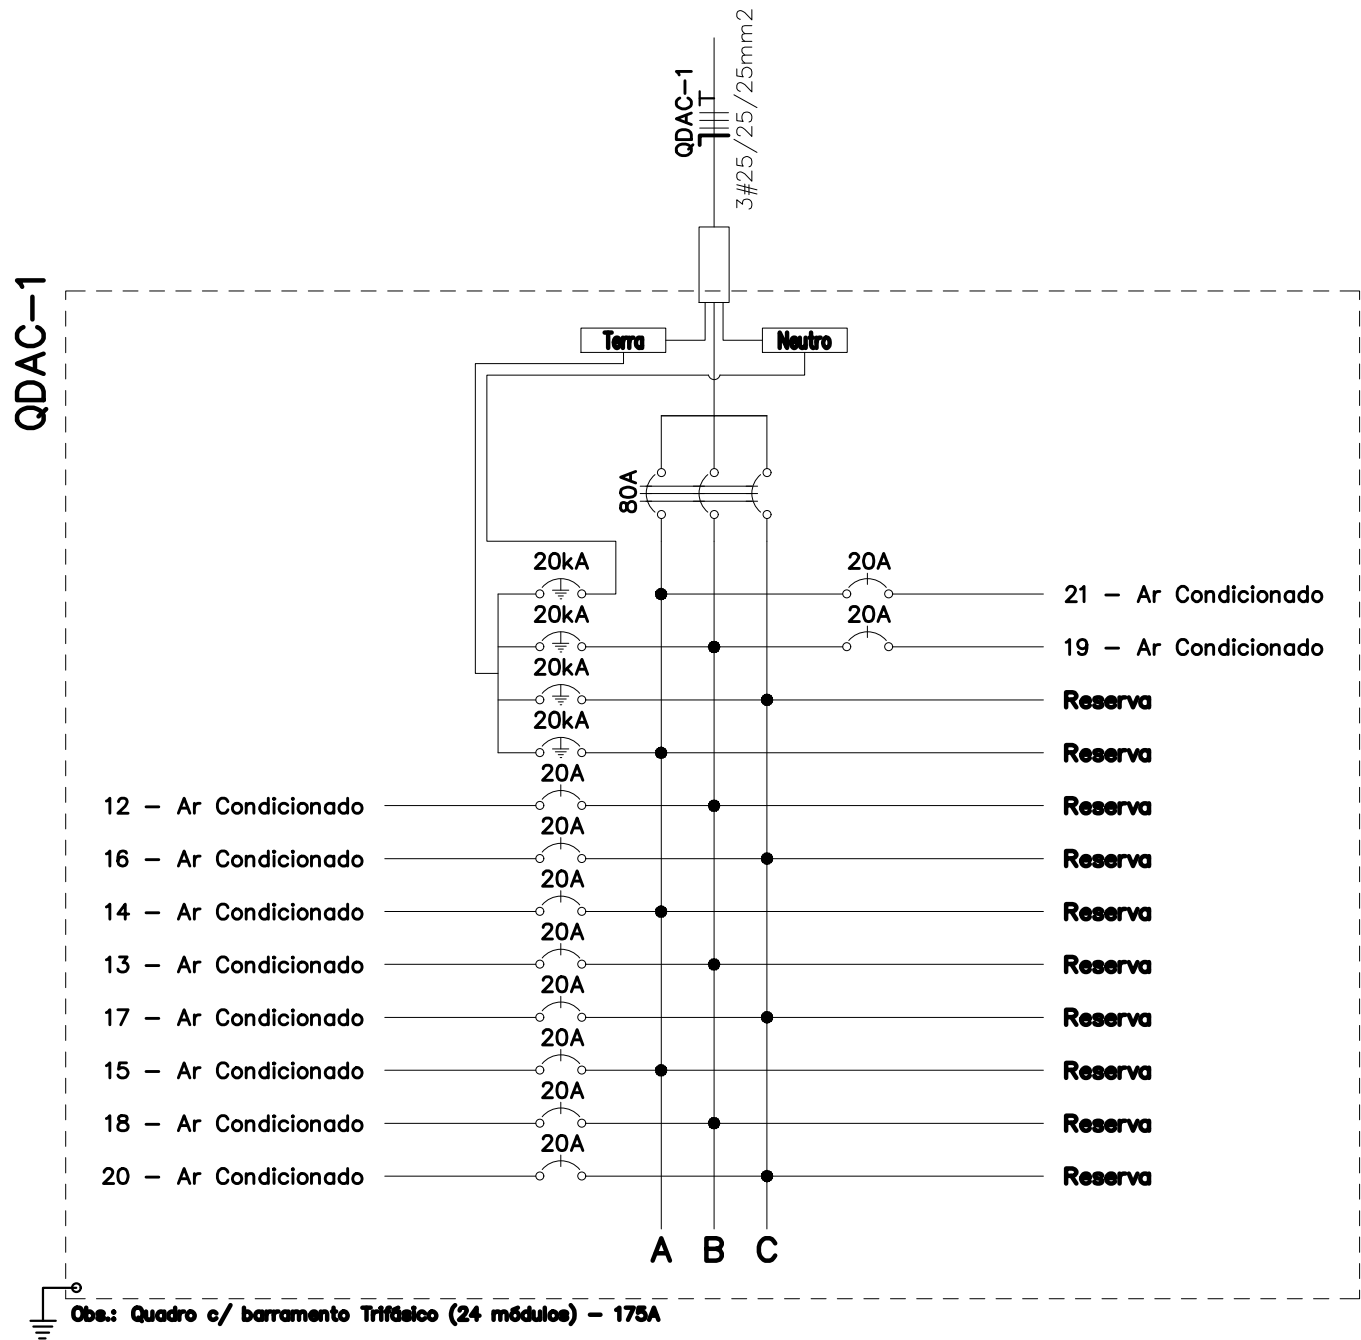 QDAC-1
3#25/25/25mm2
QDAC-1
Terra
Neutro
80A
20kA
20A
21 - Ar Condicionado
20kA
20A
19 - Ar Condicionado
20kA
Reserva
20kA
Reserva
20A
12 - Ar Condicionado
Reserva
20A
16 - Ar Condicionado
Reserva
20A
14 - Ar Condicionado
Reserva
20A
13 - Ar Condicionado
Reserva
20A
17 - Ar Condicionado
Reserva
20A
15 - Ar Condicionado
Reserva
20A
18 - Ar Condicionado
Reserva
20A
20 - Ar Condicionado
Reserva
A B C
Obs.: Quadro c/ barramento Trifásico (24 módulos) - 175A